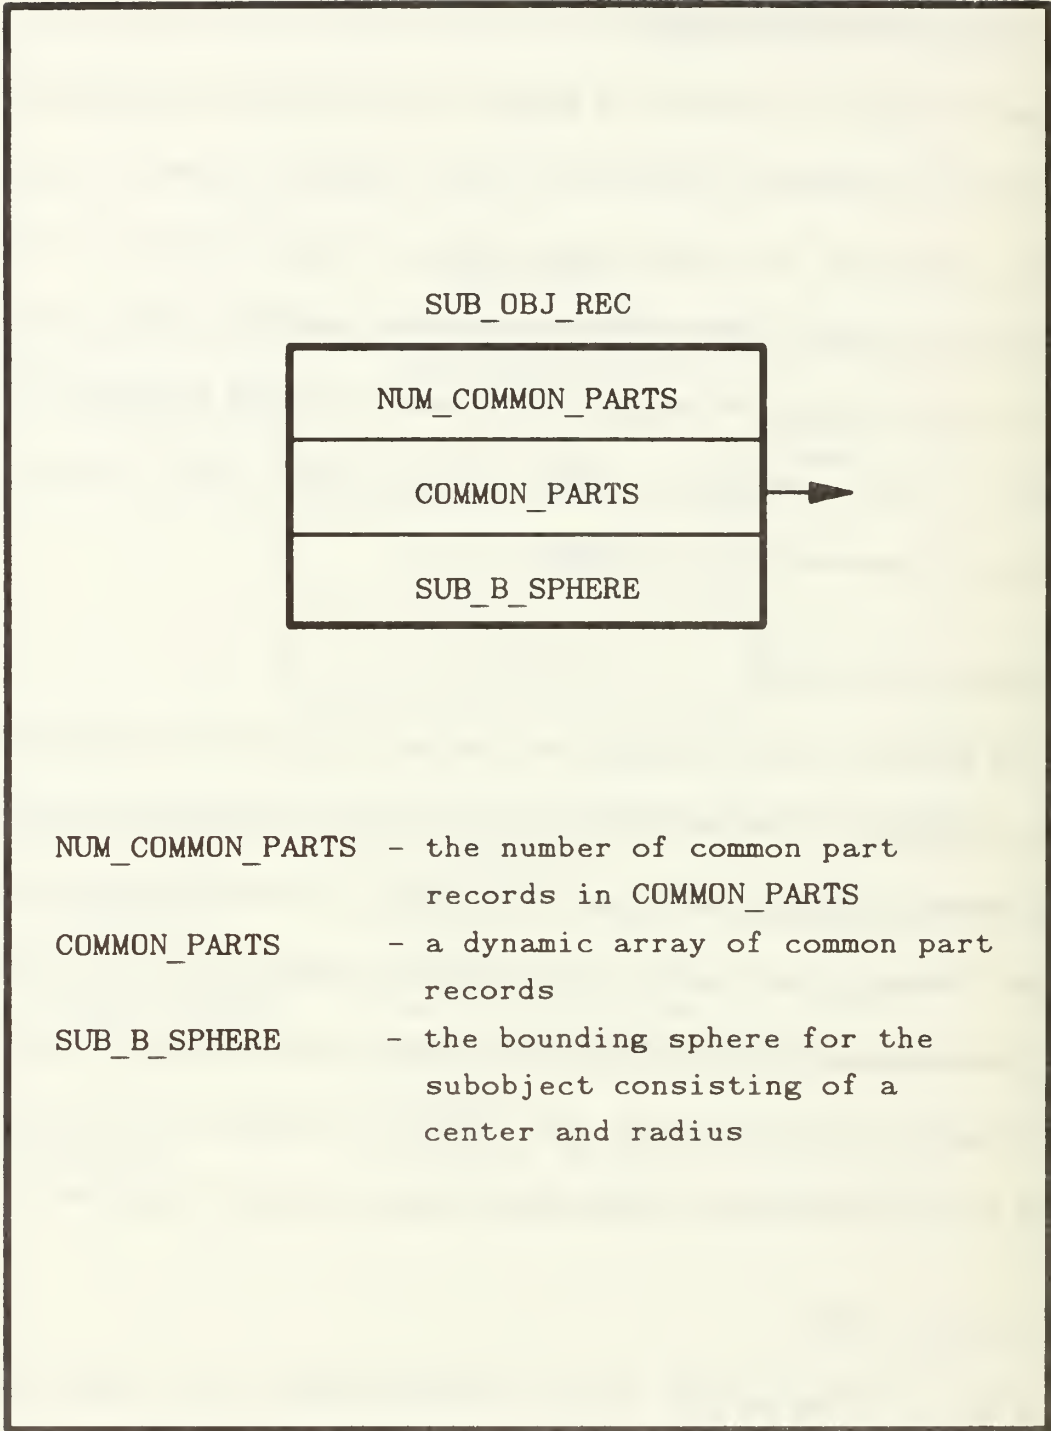 SUB_OBJ_REC
NUM_COMMON_PARTS
COMMON_PARTS
SUB_B_SPHERE
NUM_COMMON_PARTS - the number of common part
records in COMMON_PARTS
COMMON_PARTS - a dynamic array of common part
records
SUB_B_SPHERE - the bounding sphere for the
subobject consisting of a
center and radius